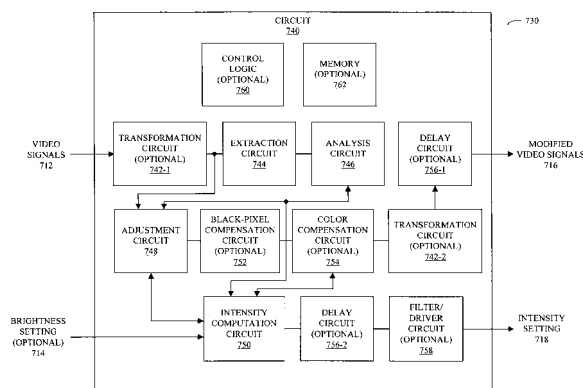 CIRCUIT
740
730
CONTROL
LOGIC
(OPTIONAL)
760
MEMORY
(OPTIONAL)
762
VIDEO
SIGNALS
712
TRANSFORMATION
CIRCUIT
(OPTIONAL)
742-1
EXTRACTION
CIRCUIT
744
ANALYSIS
CIRCUIT
746
DELAY
CIRCUIT
(OPTIONAL)
756-1
MODIFIED
VIDEO SIGNALS
716
ADJUSTMENT
CIRCUIT
748
BLACK-PIXEL
COMPENSATION
CIRCUIT
(OPTIONAL)
752
COLOR
COMPENSATION
CIRCUIT
(OPTIONAL)
754
TRANSFORMATION
CIRCUIT
(OPTIONAL)
742-2
BRIGHTNESS
SETTING
(OPTIONAL)
714
INTENSITY
COMPUTATION
CIRCUIT
750
DELAY
CIRCUIT
(OPTIONAL)
756-2
FILTER/
DRIVER
CIRCUIT
(OPTIONAL)
758
INTENSITY
SETTING
718